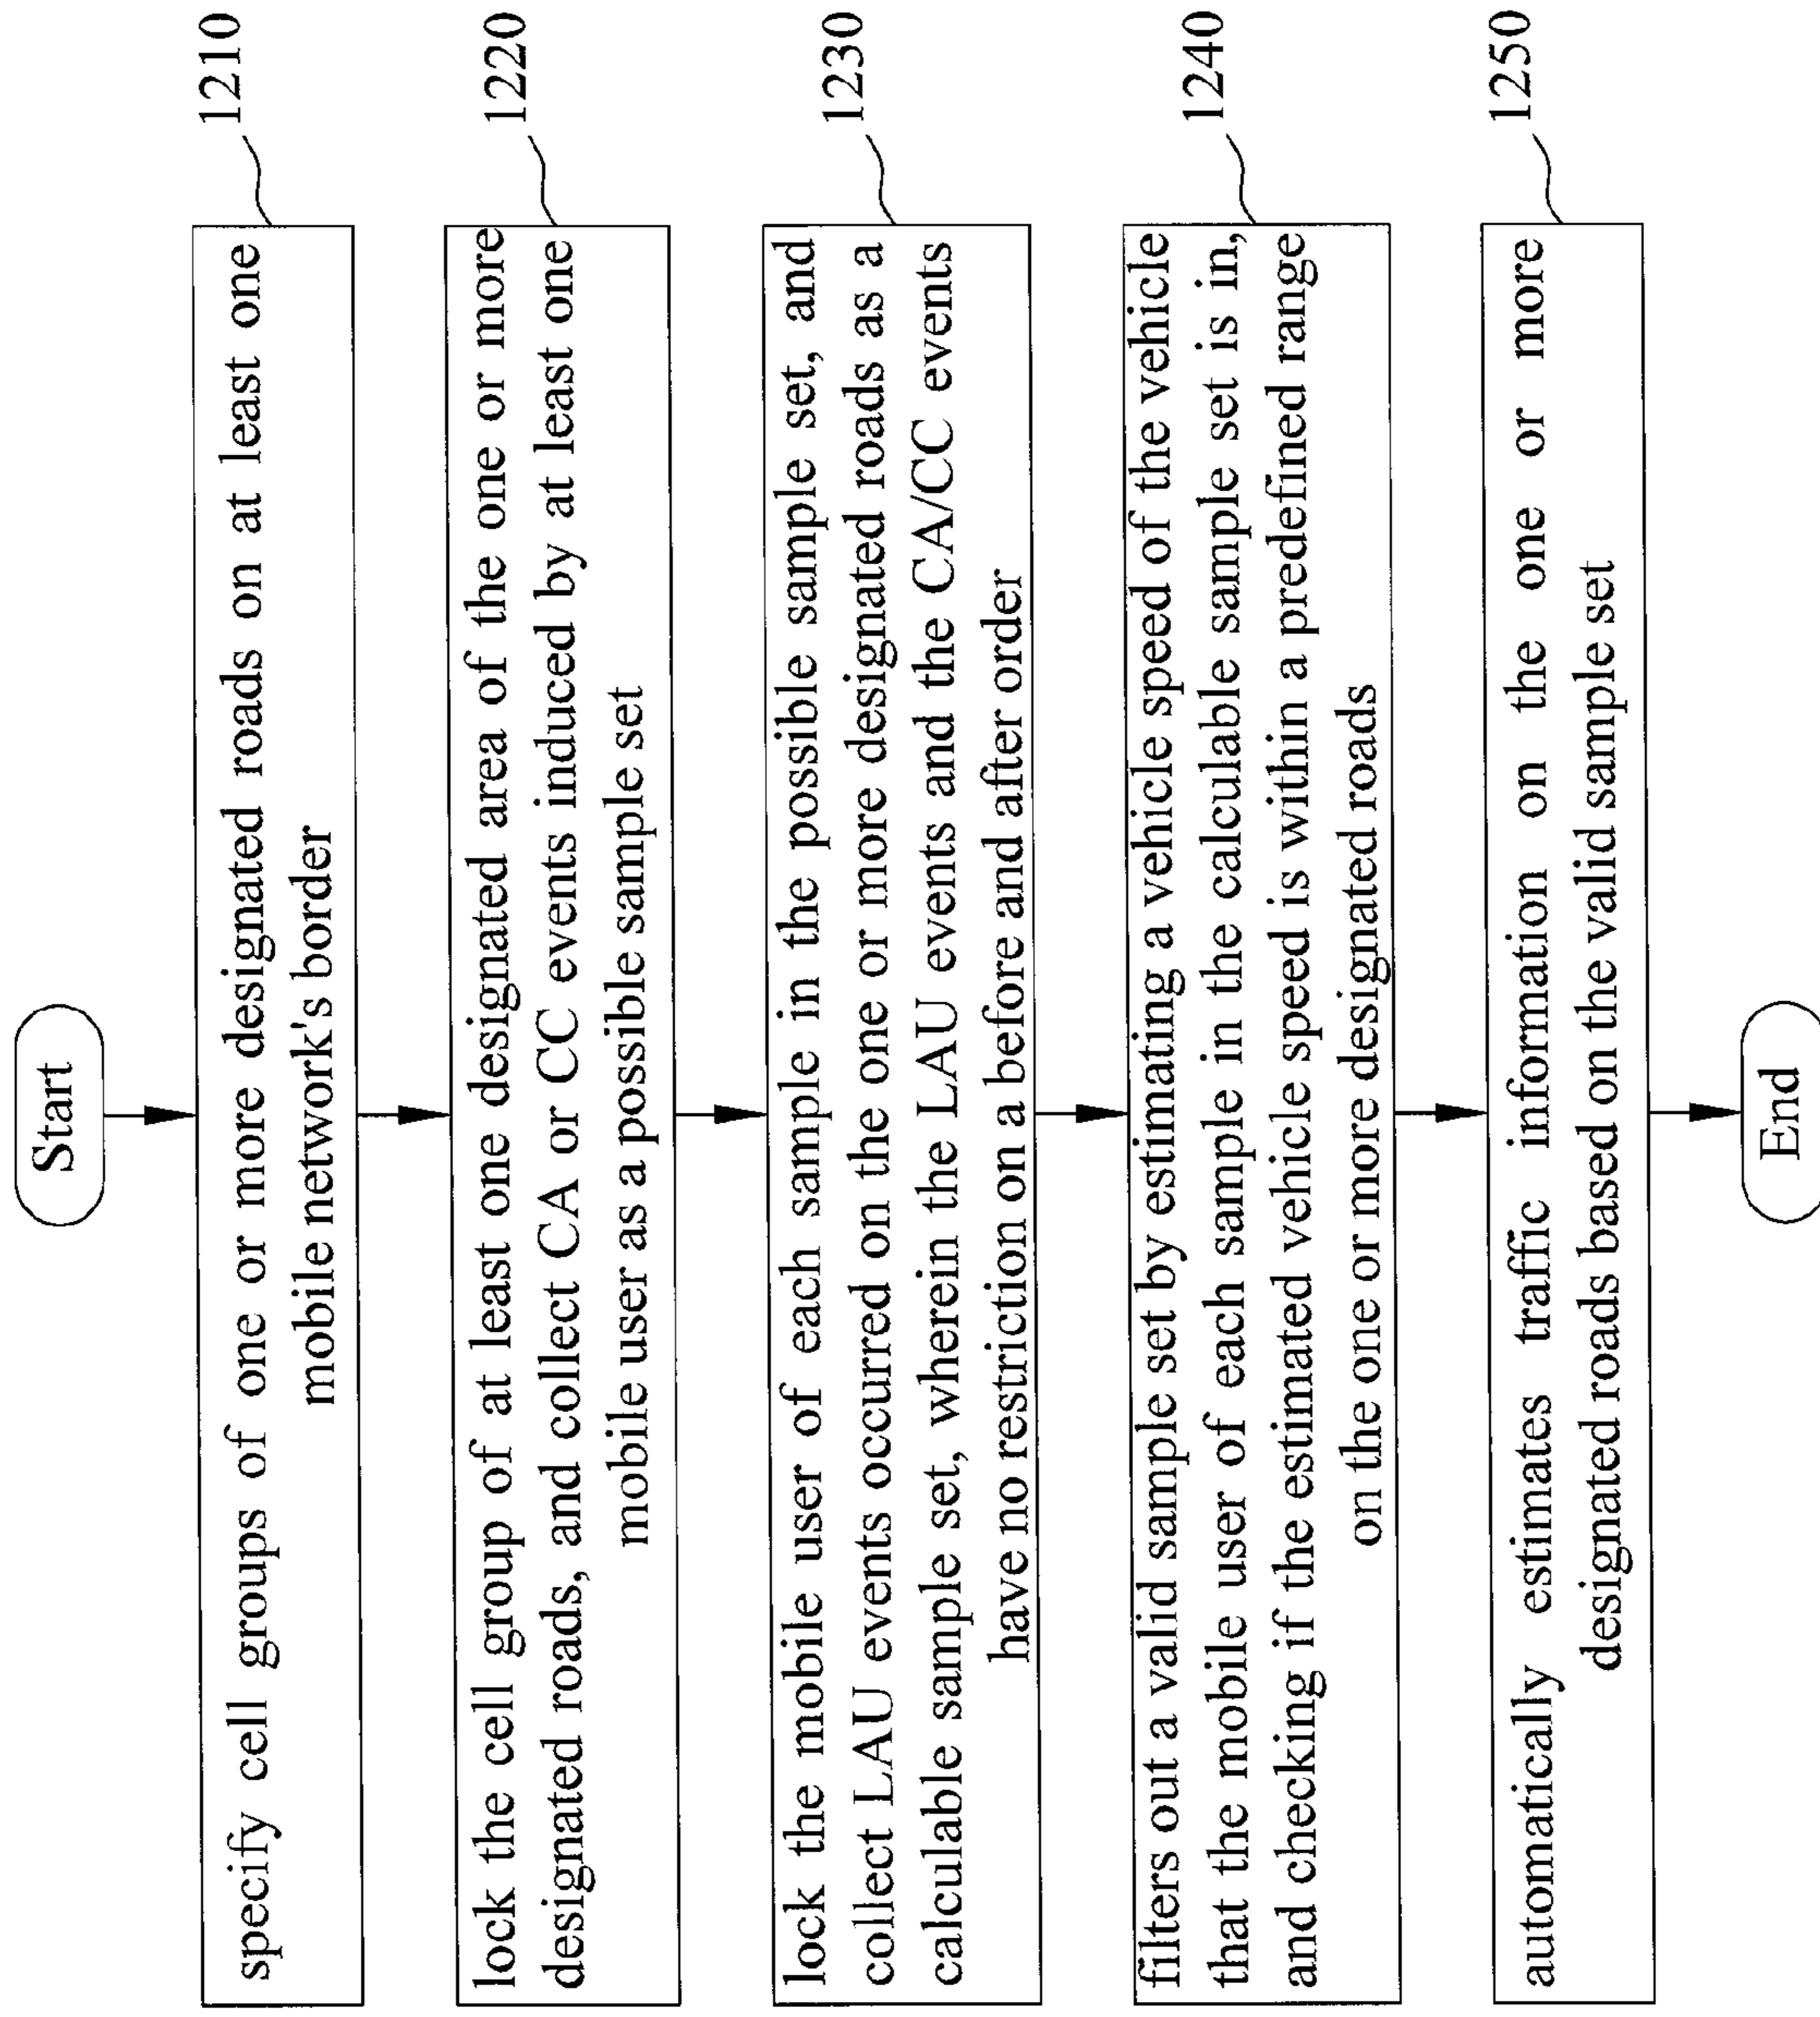 Start
specify cell groups of one or more designated roads on at least one
mobile network's border
1210
lock the cell group of at least one designated area of the one or more
designated roads, and collect CA or CC events induced by at least one
mobile user as a possible sample set
1220
lock the mobile user of each sample in the possible sample set, and
collect LAU events occurred on the one or more designated roads as a
calculable sample set, wherein the LAU events and the CA/CC events
have no restriction on a before and after order
1230
filters out a valid sample set by estimating a vehicle speed of the vehicle
that the mobile user of each sample in the calculable sample set is in,
and checking if the estimated vehicle speed is within a predefined range
on the one or more designated roads
1240
automatically estimates traffic information on the one or more
designated roads based on the valid sample set
1250
End